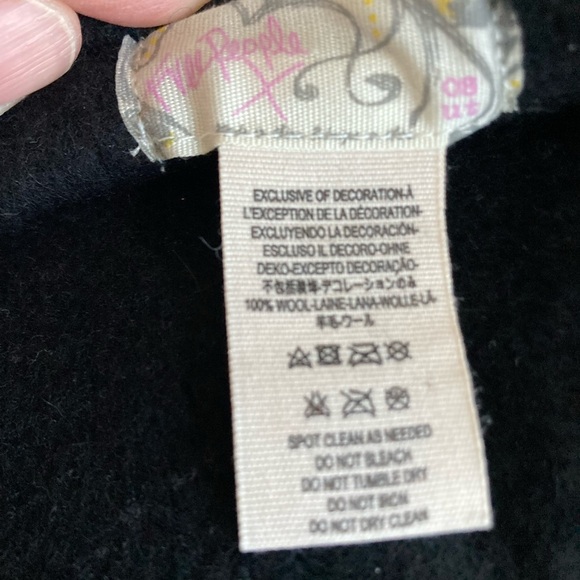 Free People
EXCLUSIVE OF DECORATION-À
L'EXCEPTION DE LA DÉCORATION-
EXCLUYENDO LA DECORACIÓN-
ESCLUSO IL DECORO-OHNE
DEKO-EXCEPTO DECORAÇÃO-
不包括装饰-デコレーションのみ
100% WOOL-LAINE-LANA-WOLLE-LÃ-
羊毛-ウール
SPOT CLEAN AS NEEDED
DO NOT BLEACH
DO NOT TUMBLE DRY
DO NOT IRON
DO NOT DRY CLEAN